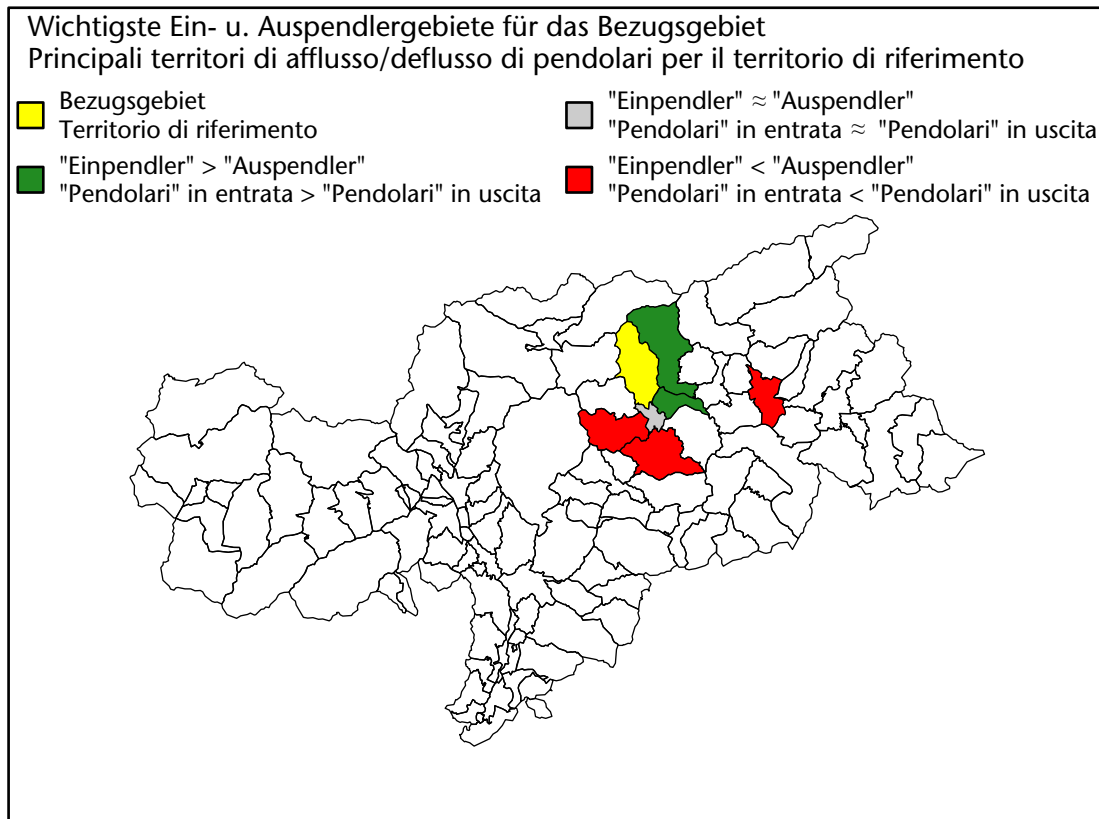 Wichtigste Ein- u. Auspendlergebiete für das Bezugsgebiet
Principali territori di afflusso/deflusso di pendolari per il territorio di riferimento
Bezugsgebiet
Territorio di riferimento
"Einpendler" > "Auspendler"
"Pendolari" in entrata > "Pendolari" in uscita
"Einpendler" ≈ "Auspendler"
"Pendolari" in entrata ≈ "Pendolari" in uscita
"Einpendler" < "Auspendler"
"Pendolari" in entrata < "Pendolari" in uscita